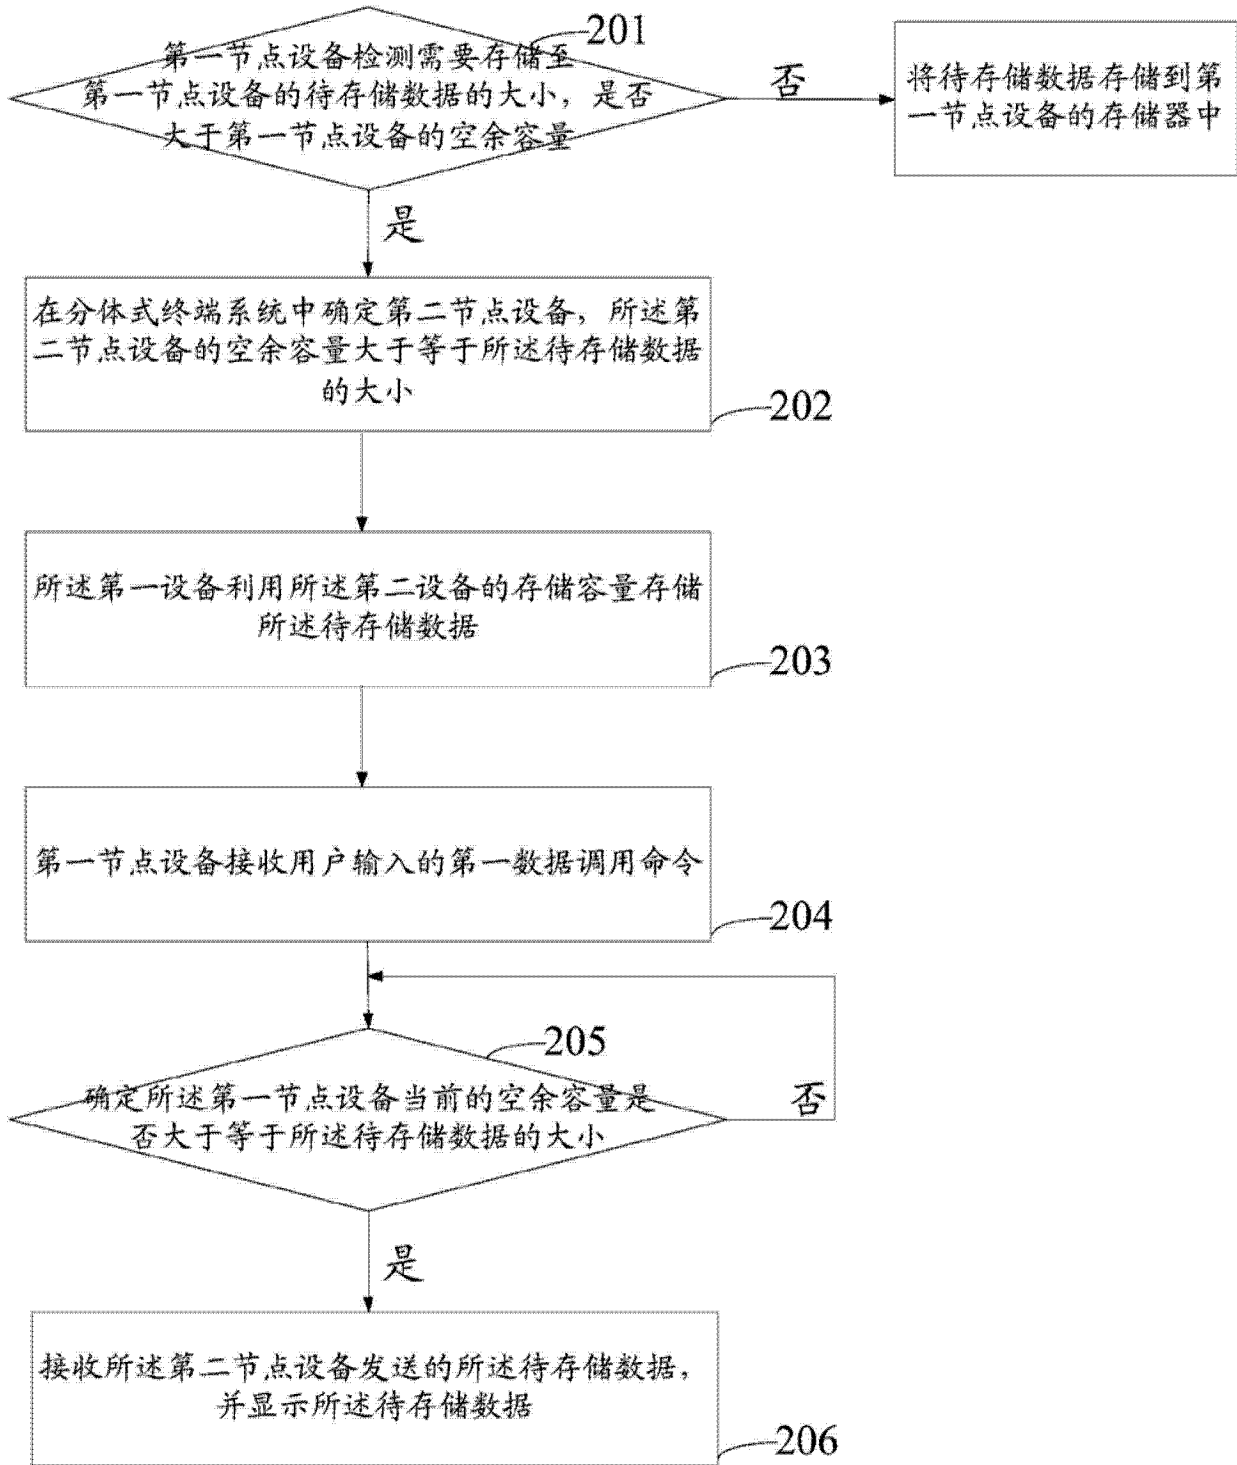 第一节点设备检测需要存储至
第一节点设备的待存储数据的大小，是否
大于第一节点设备的空余容量
201
否
将待存储数据存储到第
一节点设备的存储器中
是
在分体式终端系统中确定第二节点设备，所述第
二节点设备的空余容量大于等于所述待存储数据
的大小
202
所述第一设备利用所述第二设备的存储容量存储
所述待存储数据
203
第一节点设备接收用户输入的第一数据调用命令
204
205
确定所述第一节点设备当前的空余容量是
否大于等于所述待存储数据的大小
否
是
接收所述第二节点设备发送的所述待存储数据，
并显示所述待存储数据
206